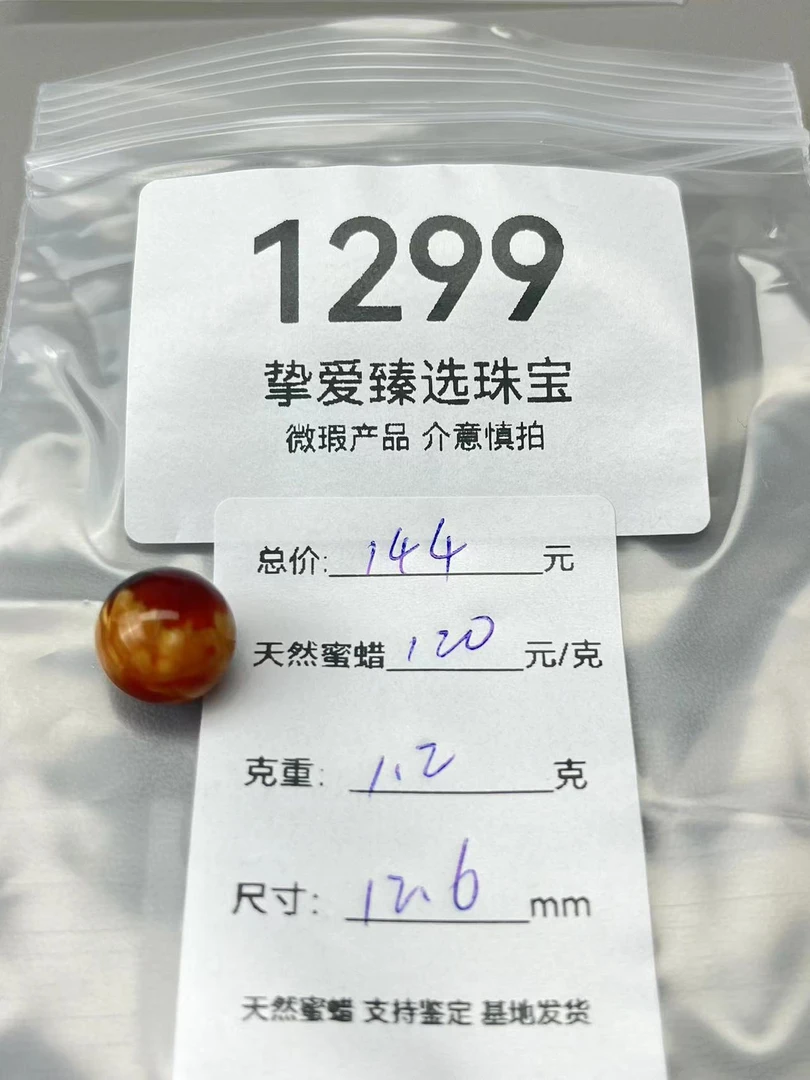 1299
挚爱臻选珠宝
微瑕产品 介意慎拍
总价: 144 元
天然蜜蜡 120 元/克
克重: 1.2 克
尺寸: 12.6 mm
天然蜜蜡 支持鉴定 基地发货